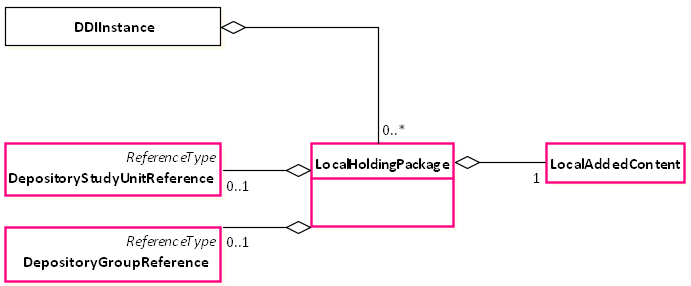 DDIInstance
0..*
ReferenceType
DepositoryStudyUnitReference
0..1
LocalHoldingPackage
1
LocalAddedContent
ReferenceType
DepositoryGroupReference
0..1